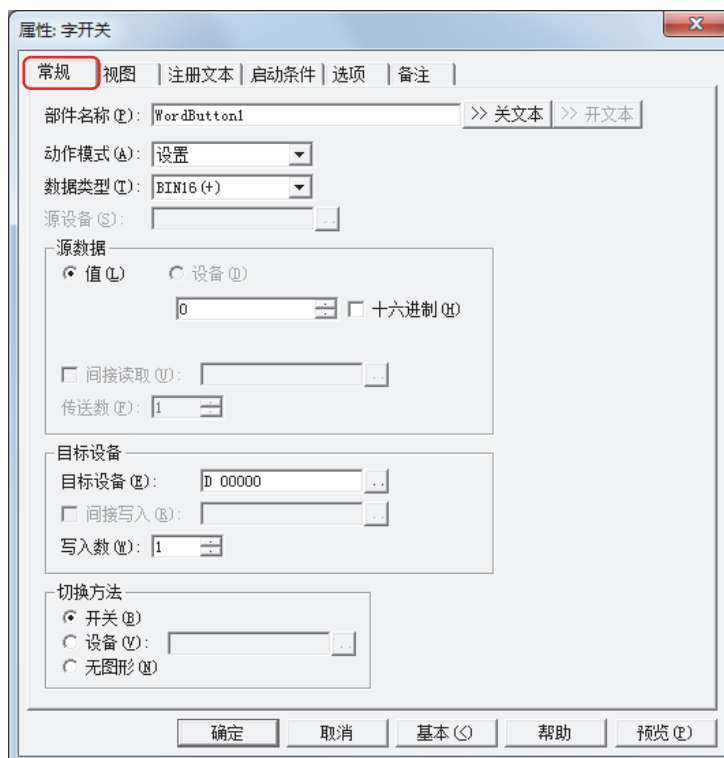 属性: 字开关
常规 视图 注册文本 启动条件 选项 备注
部件名称(P): WordButton1 >> 关文本 >> 开文本
动作模式(A): 设置
数据类型(T): BIN16(+)
源设备(S): ..
源数据
值(L) 设备(D)
0 十六进制(H)
间接读取(U): ..
传送数(F): 1
目标设备
目标设备(E): D 00000 ..
间接写入(R): ..
写入数(W): 1
切换方法
开关(B)
设备(V): ..
无图形(N)
确定 取消 基本(<) 帮助 预览(P)